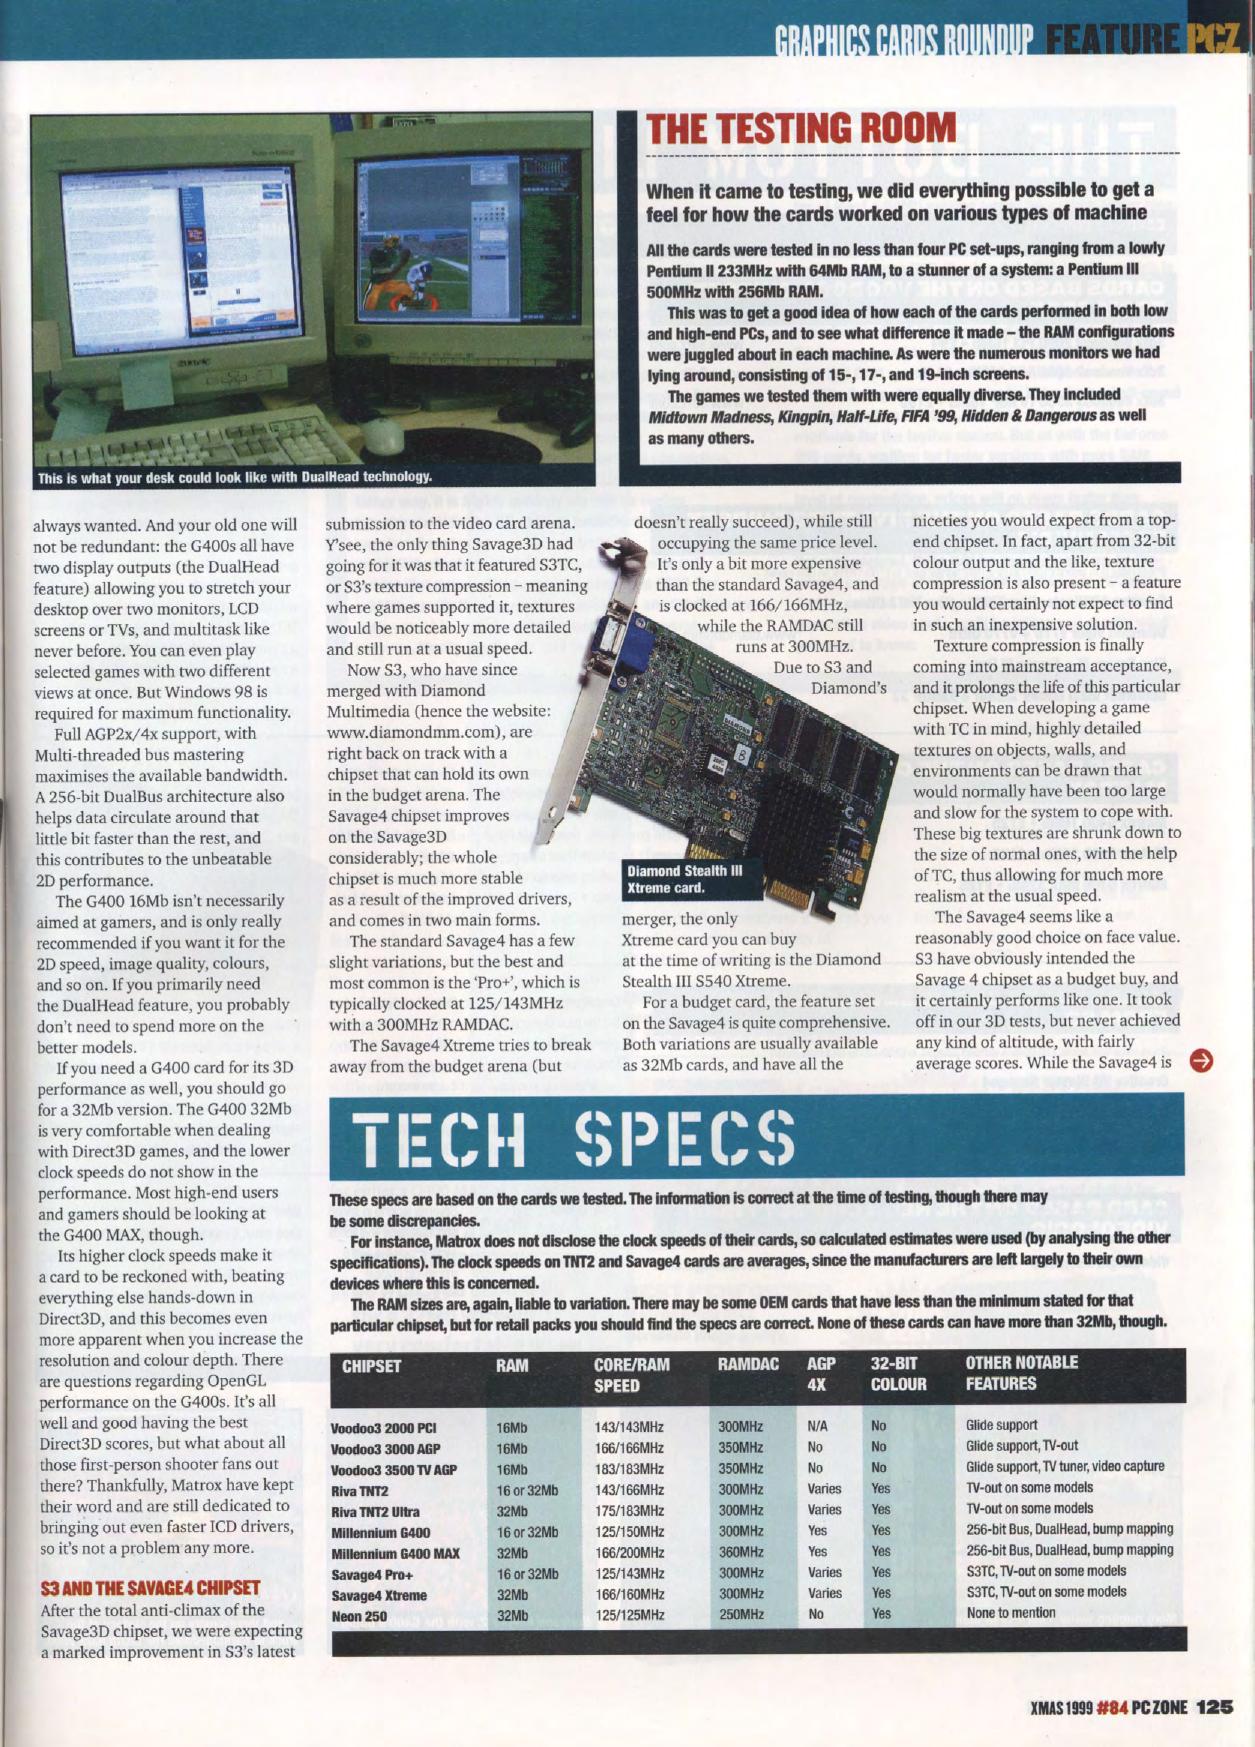 GRAPHICS CARDS ROUNDUP FEATURE PCZ
This is what your desk could look like with DualHead technology.
THE TESTING ROOM
When it came to testing, we did everything possible to get a
feel for how the cards worked on various types of machine
All the cards were tested in no less than four PC set-ups, ranging from a lowly
Pentium II 233MHz with 64Mb RAM, to a stunner of a system: a Pentium III
500MHz with 256Mb RAM.
This was to get a good idea of how each of the cards performed in both low
and high-end PCs, and to see what difference it made – the RAM configurations
were juggled about in each machine. As were the numerous monitors we had
lying around, consisting of 15-, 17-, and 19-inch screens.
The games we tested them with were equally diverse. They included
Midtown Madness, Kingpin, Half-Life, FIFA '99, Hidden & Dangerous as well
as many others.
always wanted. And your old one will
not be redundant: the G400s all have
two display outputs (the DualHead
feature) allowing you to stretch your
desktop over two monitors, LCD
screens or TVs, and multitask like
never before. You can even play
selected games with two different
views at once. But Windows 98 is
required for maximum functionality.
Full AGP2x/4x support, with
Multi-threaded bus mastering
maximises the available bandwidth.
A 256-bit DualBus architecture also
helps data circulate around that
little bit faster than the rest, and
this contributes to the unbeatable
2D performance.
The G400 16Mb isn't necessarily
aimed at gamers, and is only really
recommended if you want it for the
2D speed, image quality, colours,
and so on. If you primarily need
the DualHead feature, you probably
don't need to spend more on the
better models.
If you need a G400 card for its 3D
performance as well, you should go
for a 32Mb version. The G400 32Mb
is very comfortable when dealing
with Direct3D games, and the lower
clock speeds do not show in the
performance. Most high-end users
and gamers should be looking at
the G400 MAX, though.
Its higher clock speeds make it
a card to be reckoned with, beating
everything else hands-down in
Direct3D, and this becomes even
more apparent when you increase the
resolution and colour depth. There
are questions regarding OpenGL
performance on the G400s. It's all
well and good having the best
Direct3D scores, but what about all
those first-person shooter fans out
there? Thankfully, Matrox have kept
their word and are still dedicated to
bringing out even faster ICD drivers,
so it's not a problem any more.
S3 AND THE SAVAGE4 CHIPSET
After the total anti-climax of the
Savage3D chipset, we were expecting
a marked improvement in S3's latest
submission to the video card arena.
Y'see, the only thing Savage3D had
going for it was that it featured S3TC,
or S3's texture compression – meaning
where games supported it, textures
would be noticeably more detailed
and still run at a usual speed.
Now S3, who have since
merged with Diamond
Multimedia (hence the website:
www.diamondmm.com), are
right back on track with a
chipset that can hold its own
in the budget arena. The
Savage4 chipset improves
on the Savage3D
considerably; the whole
chipset is much more stable
as a result of the improved drivers,
and comes in two main forms.
The standard Savage4 has a few
slight variations, but the best and
most common is the 'Pro+', which is
typically clocked at 125/143MHz
with a 300MHz RAMDAC.
The Savage4 Xtreme tries to break
away from the budget arena (but
doesn't really succeed), while still
occupying the same price level.
It's only a bit more expensive
than the standard Savage4, and
is clocked at 166/166MHz,
while the RAMDAC still
runs at 300MHz.
Due to S3 and
Diamond's
Diamond Stealth III
Xtreme card.
merger, the only
Xtreme card you can buy
at the time of writing is the Diamond
Stealth III S540 Xtreme.
For a budget card, the feature set
on the Savage4 is quite comprehensive.
Both variations are usually available
as 32Mb cards, and have all the
niceties you would expect from a top-
end chipset. In fact, apart from 32-bit
colour output and the like, texture
compression is also present – a feature
you would certainly not expect to find
in such an inexpensive solution.
Texture compression is finally
coming into mainstream acceptance,
and it prolongs the life of this particular
chipset. When developing a game
with TC in mind, highly detailed
textures on objects, walls, and
environments can be drawn that
would normally have been too large
and slow for the system to cope with.
These big textures are shrunk down to
the size of normal ones, with the help
of TC, thus allowing for much more
realism at the usual speed.
The Savage4 seems like a
reasonably good choice on face value.
S3 have obviously intended the
Savage 4 chipset as a budget buy, and
it certainly performs like one. It took
off in our 3D tests, but never achieved
any kind of altitude, with fairly
average scores. While the Savage4 is
TECH SPECS
These specs are based on the cards we tested. The information is correct at the time of testing, though there may
be some discrepancies.
For instance, Matrox does not disclose the clock speeds of their cards, so calculated estimates were used (by analysing the other
specifications). The clock speeds on TNT2 and Savage4 cards are averages, since the manufacturers are left largely to their own
devices where this is concerned.
The RAM sizes are, again, liable to variation. There may be some OEM cards that have less than the minimum stated for that
particular chipset, but for retail packs you should find the specs are correct. None of these cards can have more than 32Mb, though.
CHIPSET RAM CORE/RAM SPEED RAMDAC AGP 4X 32-BIT COLOUR OTHER NOTABLE FEATURES
Voodoo3 2000 PCI 16Mb 143/143MHz 300MHz N/A No Glide support
Voodoo3 3000 AGP 16Mb 166/166MHz 350MHz No No Glide support, TV-out
Voodoo3 3500 TV AGP 16Mb 183/183MHz 350MHz No No Glide support, TV tuner, video capture
Riva TNT2 16 or 32Mb 143/166MHz 300MHz Varies Yes TV-out on some models
Riva TNT2 Ultra 32Mb 175/183MHz 300MHz Varies Yes TV-out on some models
Millennium G400 16 or 32Mb 125/150MHz 300MHz Yes Yes 256-bit Bus, DualHead, bump mapping
Millennium G400 MAX 32Mb 166/200MHz 360MHz Yes Yes 256-bit Bus, DualHead, bump mapping
Savage4 Pro+ 16 or 32Mb 125/143MHz 300MHz Varies Yes S3TC, TV-out on some models
Savage4 Xtreme 32Mb 166/160MHz 300MHz Varies Yes S3TC, TV-out on some models
Neon 250 32Mb 125/125MHz 250MHz No Yes None to mention
XMAS 1999 #84 PC ZONE 125